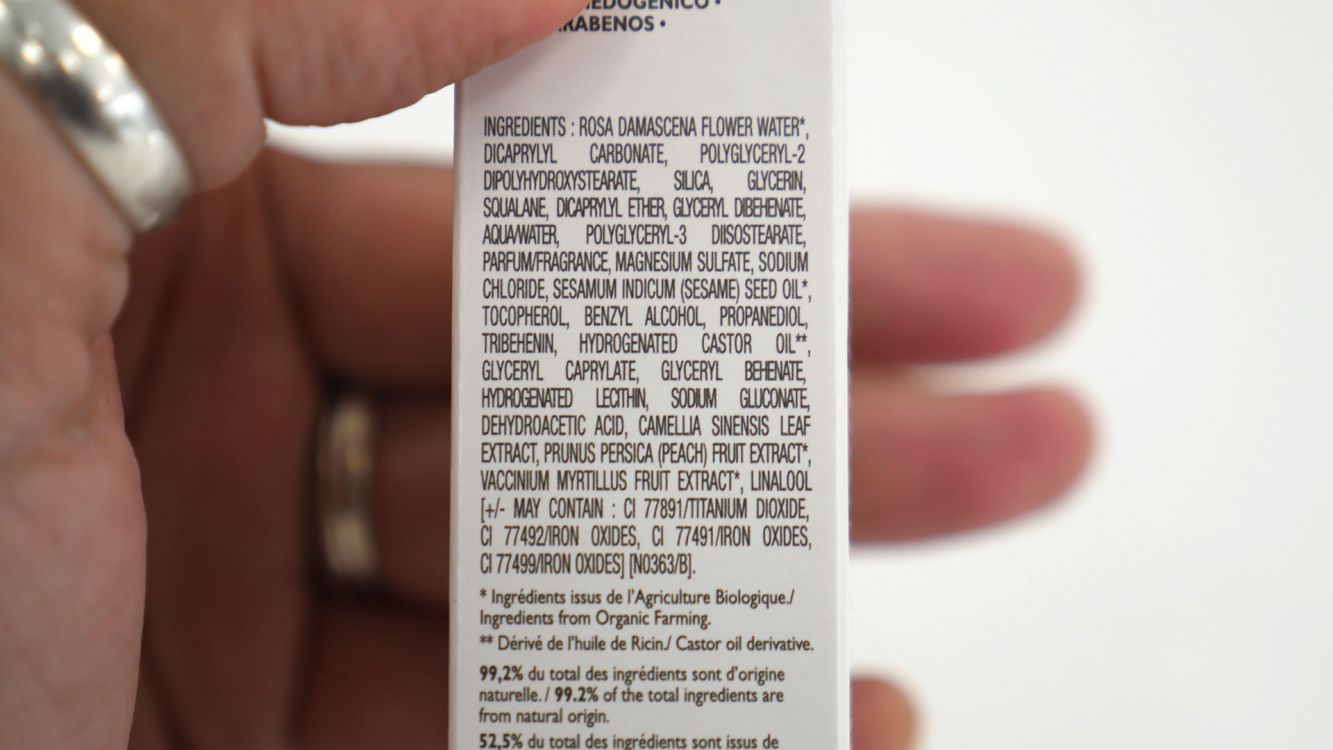 PARABENOS •
INGREDIENTS : ROSA DAMASCENA FLOWER WATER*,
DICAPRYLYL CARBONATE, POLYGLYCERYL-2
DIPOLYHYDROXYSTEARATE, SILICA, GLYCERIN,
SQUALANE, DICAPRYLYL ETHER, GLYCERYL DIBEHENATE,
AQUA/WATER, POLYGLYCERYL-3 DIISOSTEARATE,
PARFUM/FRAGRANCE, MAGNESIUM SULFATE, SODIUM
CHLORIDE, SESAMUM INDICUM (SESAME) SEED OIL*,
TOCOPHEROL, BENZYL ALCOHOL, PROPANEDIOL,
TRIBEHENIN, HYDROGENATED CASTOR OIL**,
GLYCERYL CAPRYLATE, GLYCERYL BEHENATE,
HYDROGENATED LECITHIN, SODIUM GLUCONATE,
DEHYDROACETIC ACID, CAMELLIA SINENSIS LEAF
EXTRACT, PRUNUS PERSICA (PEACH) FRUIT EXTRACT*,
VACCINIUM MYRTILLUS FRUIT EXTRACT*, LINALOOL
[+/- MAY CONTAIN : CI 77891/TITANIUM DIOXIDE,
CI 77492/IRON OXIDES, CI 77491/IRON OXIDES,
CI 77499/IRON OXIDES] [N0363/B].
* Ingrédients issus de l'Agriculture Biologique./
Ingredients from Organic Farming.
** Dérivé de l'huile de Ricin./ Castor oil derivative.
99,2% du total des ingrédients sont d'origine
naturelle. / 99.2% of the total ingredients are
from natural origin.
52,5% du total des ingrédients sont issus de